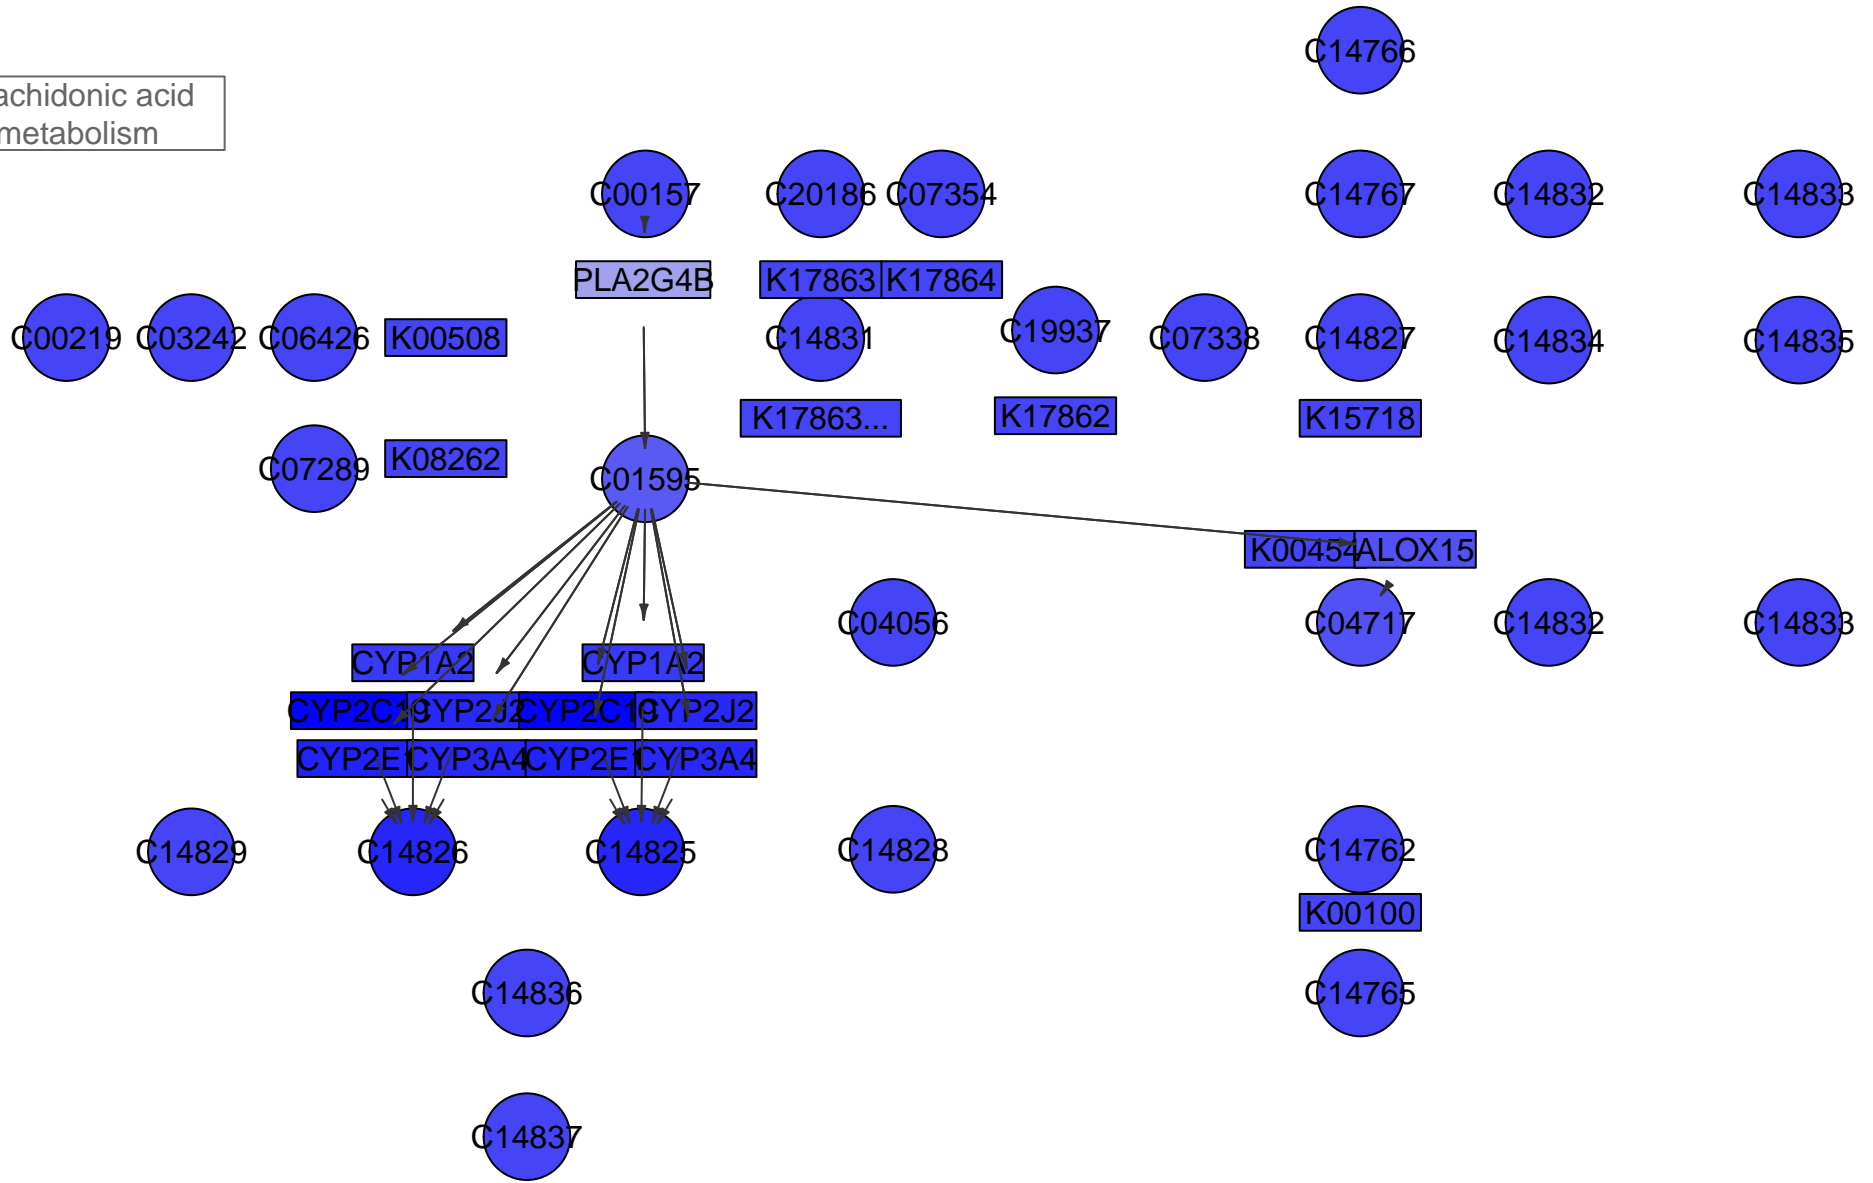 C14766
achidonic acid
metabolism
C00157
C20186
C07354
C14767
C14832
C14833
PLA2G4B
K17863
K17864
C00219
C03242
C06426
K00508
C14831
C19937
C07338
C14827
C14834
C14835
K17863...
K17862
K15718
C07289
K08262
C01595
K00454
ALOX15
C04056
C04717
C14832
C14833
CYP1A2
CYP1A2
CYP2C19
CYP2J2
CYP2C19
CYP2J2
CYP2E1
CYP3A4
CYP2E1
CYP3A4
C14829
C14826
C14825
C14828
C14762
K00100
C14836
C14765
C14837